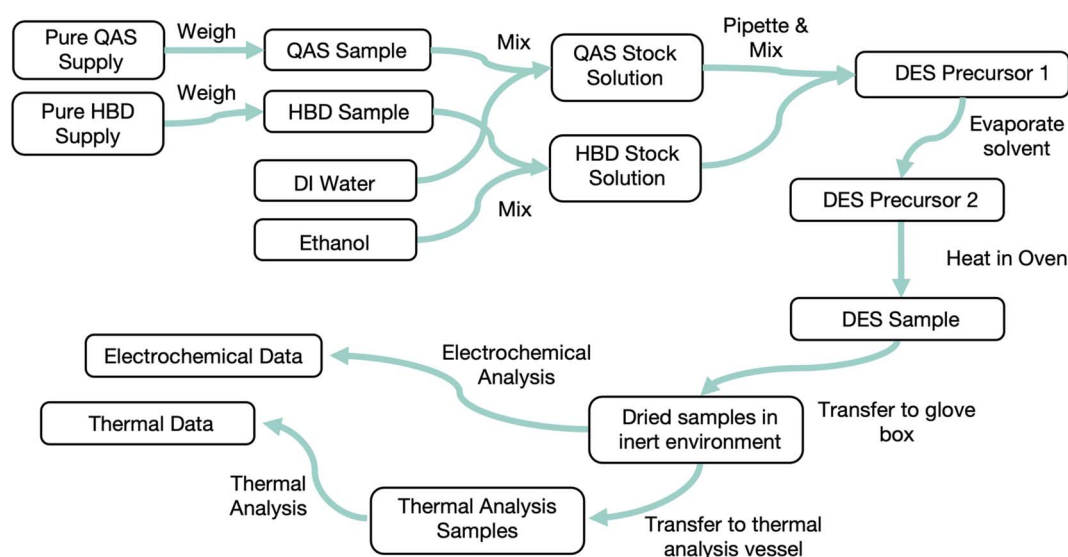 Pure QAS
Supply
Weigh
QAS Sample
Mix
QAS Stock
Solution
Pipette &
Mix
DES Precursor 1
Pure HBD
Supply
Weigh
HBD Sample
HBD Stock
Solution
Evaporate
solvent
DI Water
Mix
Ethanol
DES Precursor 2
Heat in Oven
DES Sample
Electrochemical Data
Electrochemical
Analysis
Thermal Data
Dried samples in
inert environment
Transfer to glove
box
Thermal
Analysis
Thermal Analysis
Samples
Transfer to thermal
analysis vessel